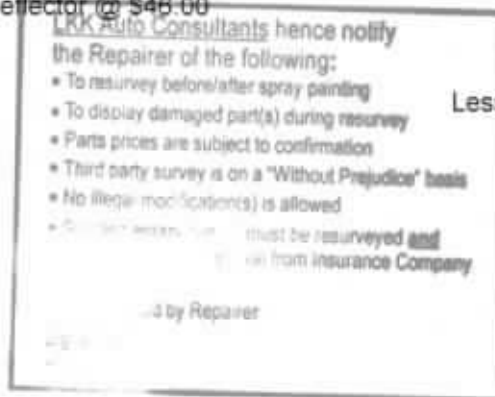 eflector @ $46.00
LKK Auto Consultants hence notify
the Repairer of the following:
• To resurvey before/after spray painting
Les
• To display damaged part(s) during resurvey
• Parts prices are subject to confirmation
• Third party survey is on a "Without Prejudice" basis
• No illegal modification(s) is allowed
must be resurveyed and
from Insurance Company
by Repairer